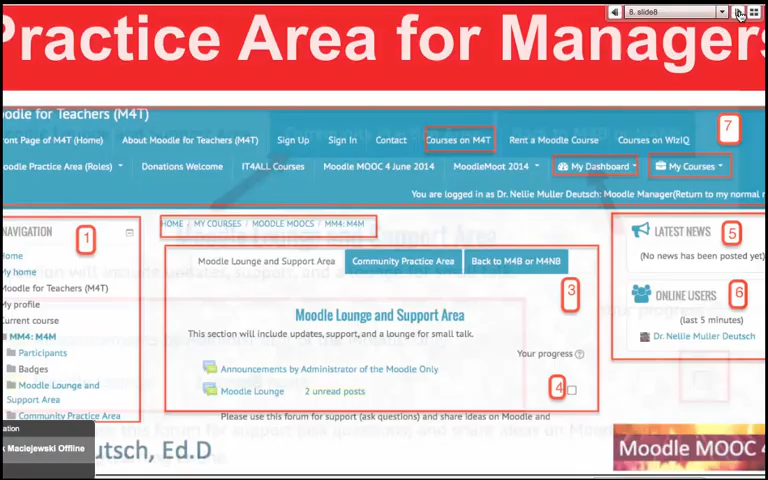 8. slide8
Practice Area for Managers
oodle for Teachers (M4T)
7
ront Page of M4T (Home) About Moodle for Teachers (M4T) Sign Up Sign In Contact Courses on M4T Rent a Moodle Course Courses on WizIQ
oodle Practice Area (Roles) Donations Welcome IT4ALL Courses Moodle MOOC 4 June 2014 MoodleMoot 2014 My Dashboard My Courses
You are logged in as Dr. Nellie Muller Deutsch: Moodle Manager(Return to my normal
NAVIGATION
1
Home
My home
Moodle for Teachers (M4T)
My profile
Current course
MM4: M4M
Participants
Badges
Moodle Lounge and
Support Area
Community Practice Area
HOME / MY COURSES / MOODLE MOOCS / MM4: M4M
Moodle Lounge and Support Area Community Practice Area Back to M4B or M4NB
3
Moodle Lounge and Support Area
This section will include updates, support, and a lounge for small talk.
Your progress
Announcements by Administrator of the Moodle Only
Moodle Lounge 2 unread posts
4
Please use this forum for support (ask questions) and share ideas on Moodle and
LATEST NEWS
5
(No news has been posted yet)
ONLINE USERS
6
(last 5 minutes)
Dr. Nellie Muller Deutsch
ation
Maciejewski Offline
utsch, Ed.D
Moodle MOOC 4